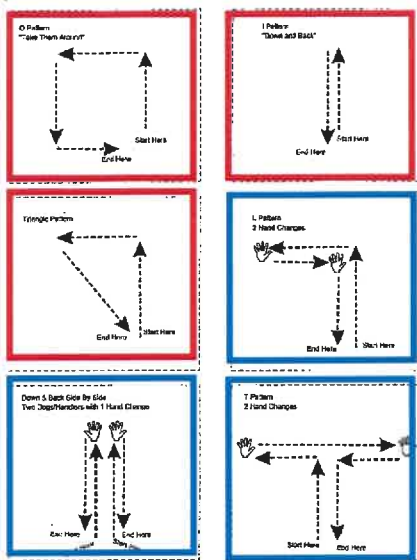 O Pattern
"Take Them Around"
Start Here
End Here
I Pattern
"Down and Back"
Start Here
End Here
Triangle Pattern
End Here
Start Here
L Pattern
2 Hand Changes
End Here
Start Here
Down & Back Side By Side
Two Dogs/Handlers with 1 Hand Change
End Here
End Here
Start
T Pattern
2 Hand Changes
Start Here
End Here